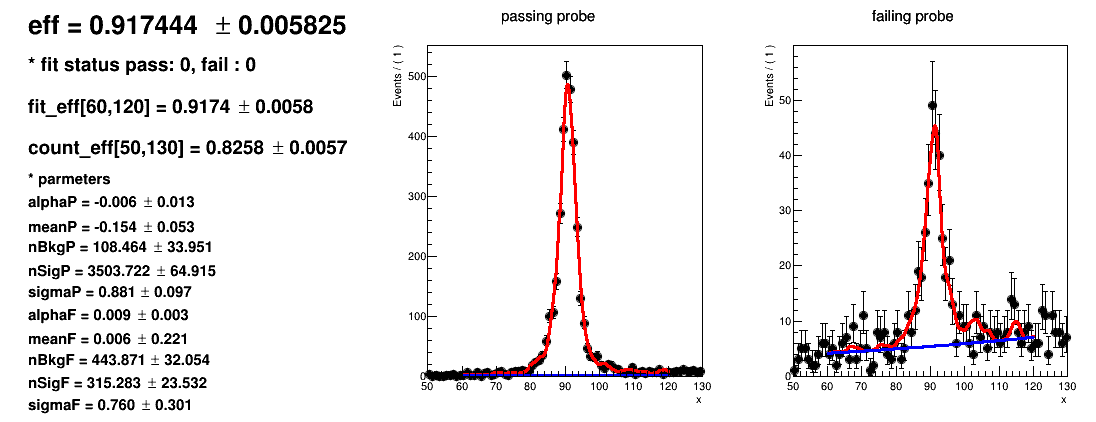 eff = 0.917444 ± 0.005825
* fit status pass: 0, fail : 0
fit_eff[60,120] = 0.9174 ± 0.0058
count_eff[50,130] = 0.8258 ± 0.0057
* parmeters
alphaP = -0.006 ± 0.013
meanP = -0.154 ± 0.053
nBkgP = 108.464 ± 33.951
nSigP = 3503.722 ± 64.915
sigmaP = 0.881 ± 0.097
alphaF = 0.009 ± 0.003
meanF = 0.006 ± 0.221
nBkgF = 443.871 ± 32.054
nSigF = 315.283 ± 23.532
sigmaF = 0.760 ± 0.301
passing probe
Events / ( 1 )
500
400
300
200
100
0
50 60 70 80 90 100 110 120 130
x
failing probe
Events / ( 1 )
50
40
30
20
10
0
50 60 70 80 90 100 110 120 130
x